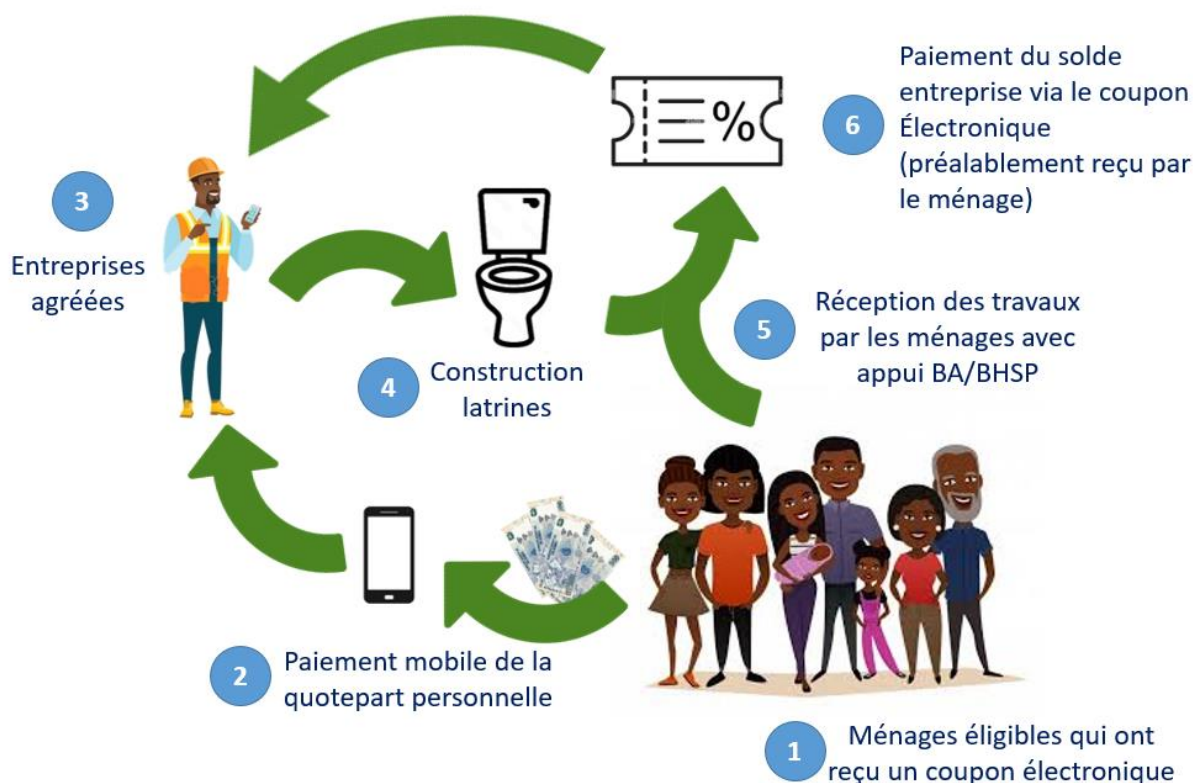 Paiement du solde
entreprise via le coupon
Électronique
(préalablement reçu par
le ménage)
6
%
3
Entreprises
agréées
5
Réception des travaux
par les ménages avec
appui BA/BHSP
4
Construction
latrines
2
Paiement mobile de la
quotepart personnelle
1
Ménages éligibles qui ont
reçu un coupon électronique